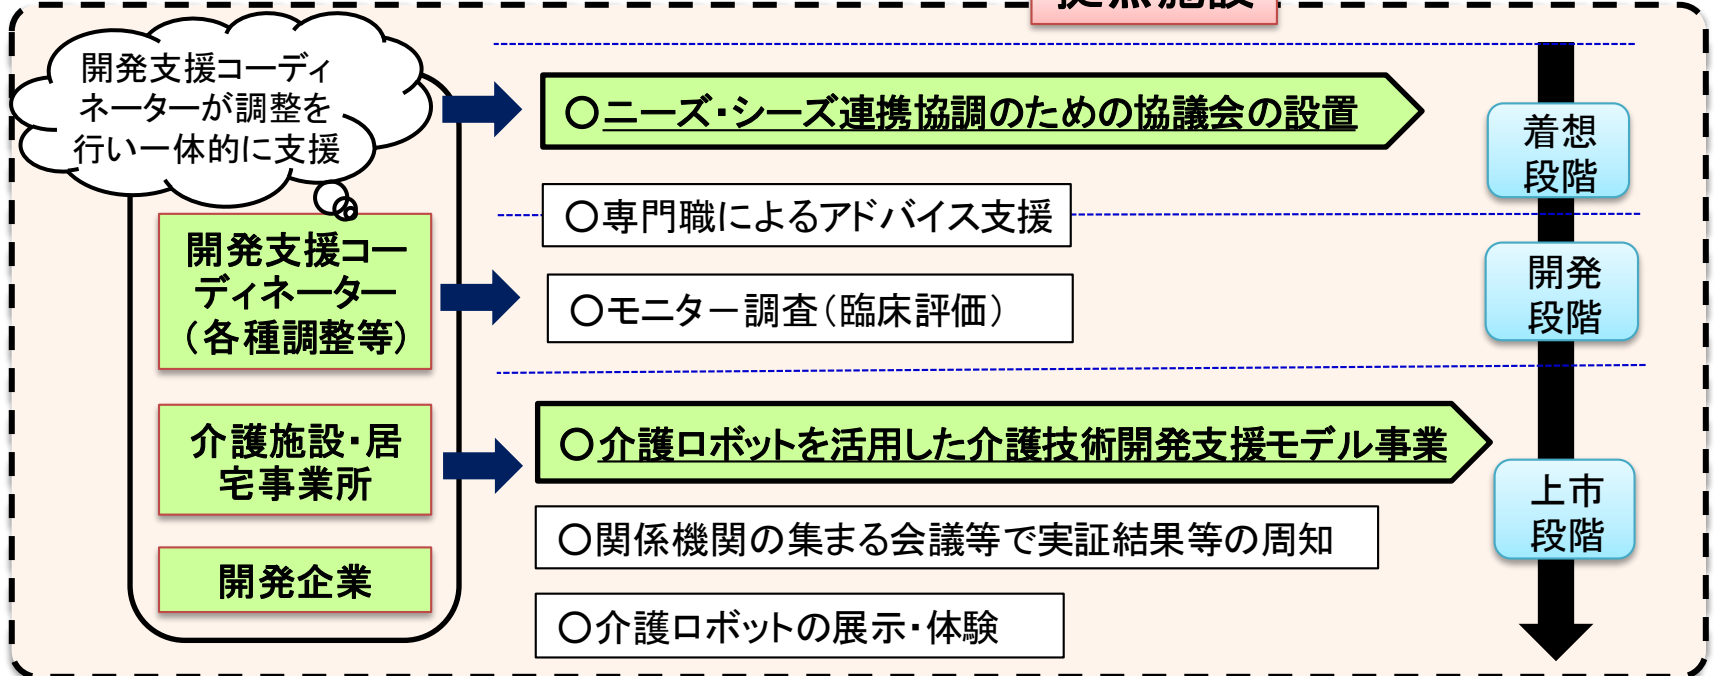 拠点施設
開発支援コーディ
ネーターが調整を
行い一体的に支援
○ニーズ・シーズ連携協調のための協議会の設置
着想
段階
○専門職によるアドバイス支援
開発支援コー
ディネーター
（各種調整等）
○モニター調査（臨床評価）
開発
段階
介護施設・居
宅事業所
○介護ロボットを活用した介護技術開発支援モデル事業
上市
段階
○関係機関の集まる会議等で実証結果等の周知
開発企業
○介護ロボットの展示・体験